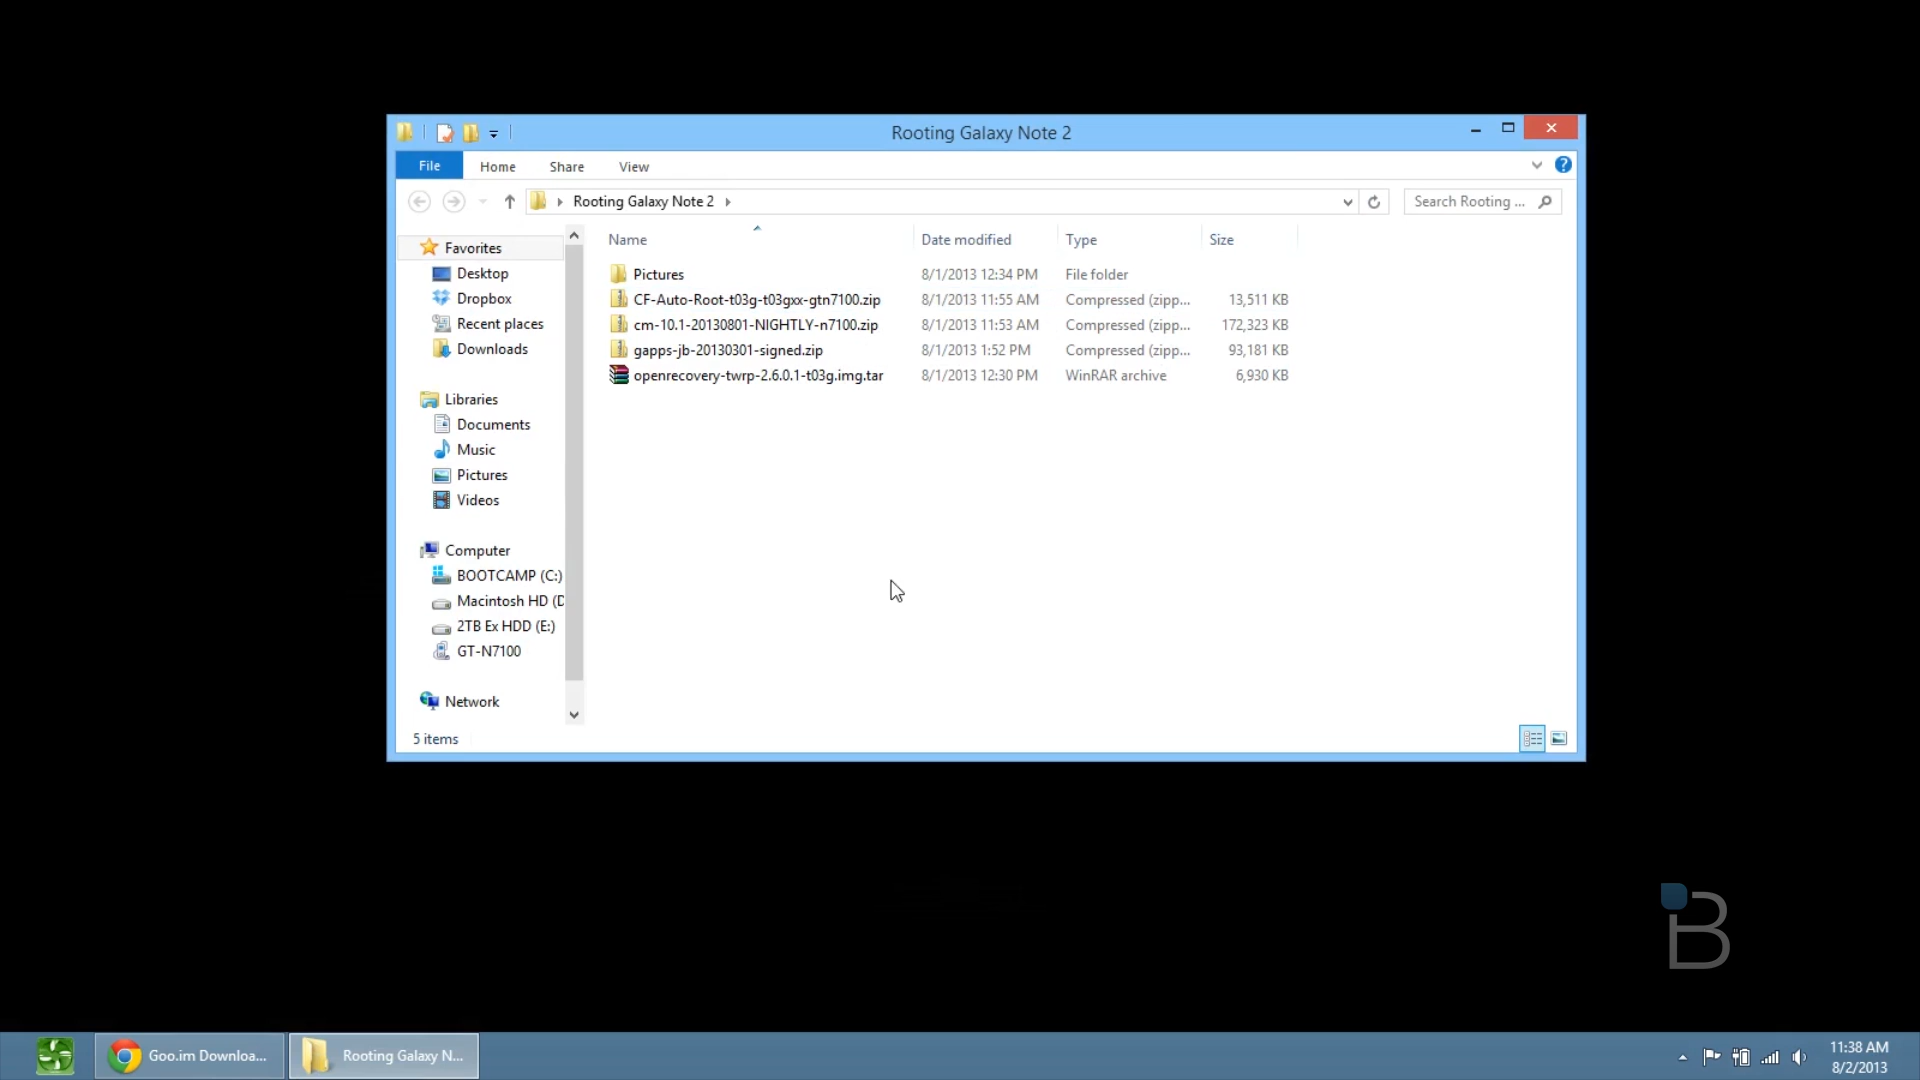 Rooting Galaxy Note 2
File Home Share View
Rooting Galaxy Note 2
Search Rooting ...
Name Date modified Type Size
Pictures 8/1/2013 12:34 PM File folder
CF-Auto-Root-t03g-t03gxx-gtn7100.zip 8/1/2013 11:55 AM Compressed (zipp... 13,511 KB
cm-10.1-20130801-NIGHTLY-n7100.zip 8/1/2013 11:53 AM Compressed (zipp... 172,323 KB
gapps-jb-20130301-signed.zip 8/1/2013 1:52 PM Compressed (zipp... 93,181 KB
openrecovery-twrp-2.6.0.1-t03g.img.tar 8/1/2013 12:30 PM WinRAR archive 6,930 KB
Favorites
Desktop
Dropbox
Recent places
Downloads
Libraries
Documents
Music
Pictures
Videos
Computer
BOOTCAMP (C:)
Macintosh HD (D
2TB Ex HDD (E:)
GT-N7100
Network
5 items
B
Goo.im Downloa...
Rooting Galaxy N...
11:38 AM
8/2/2013